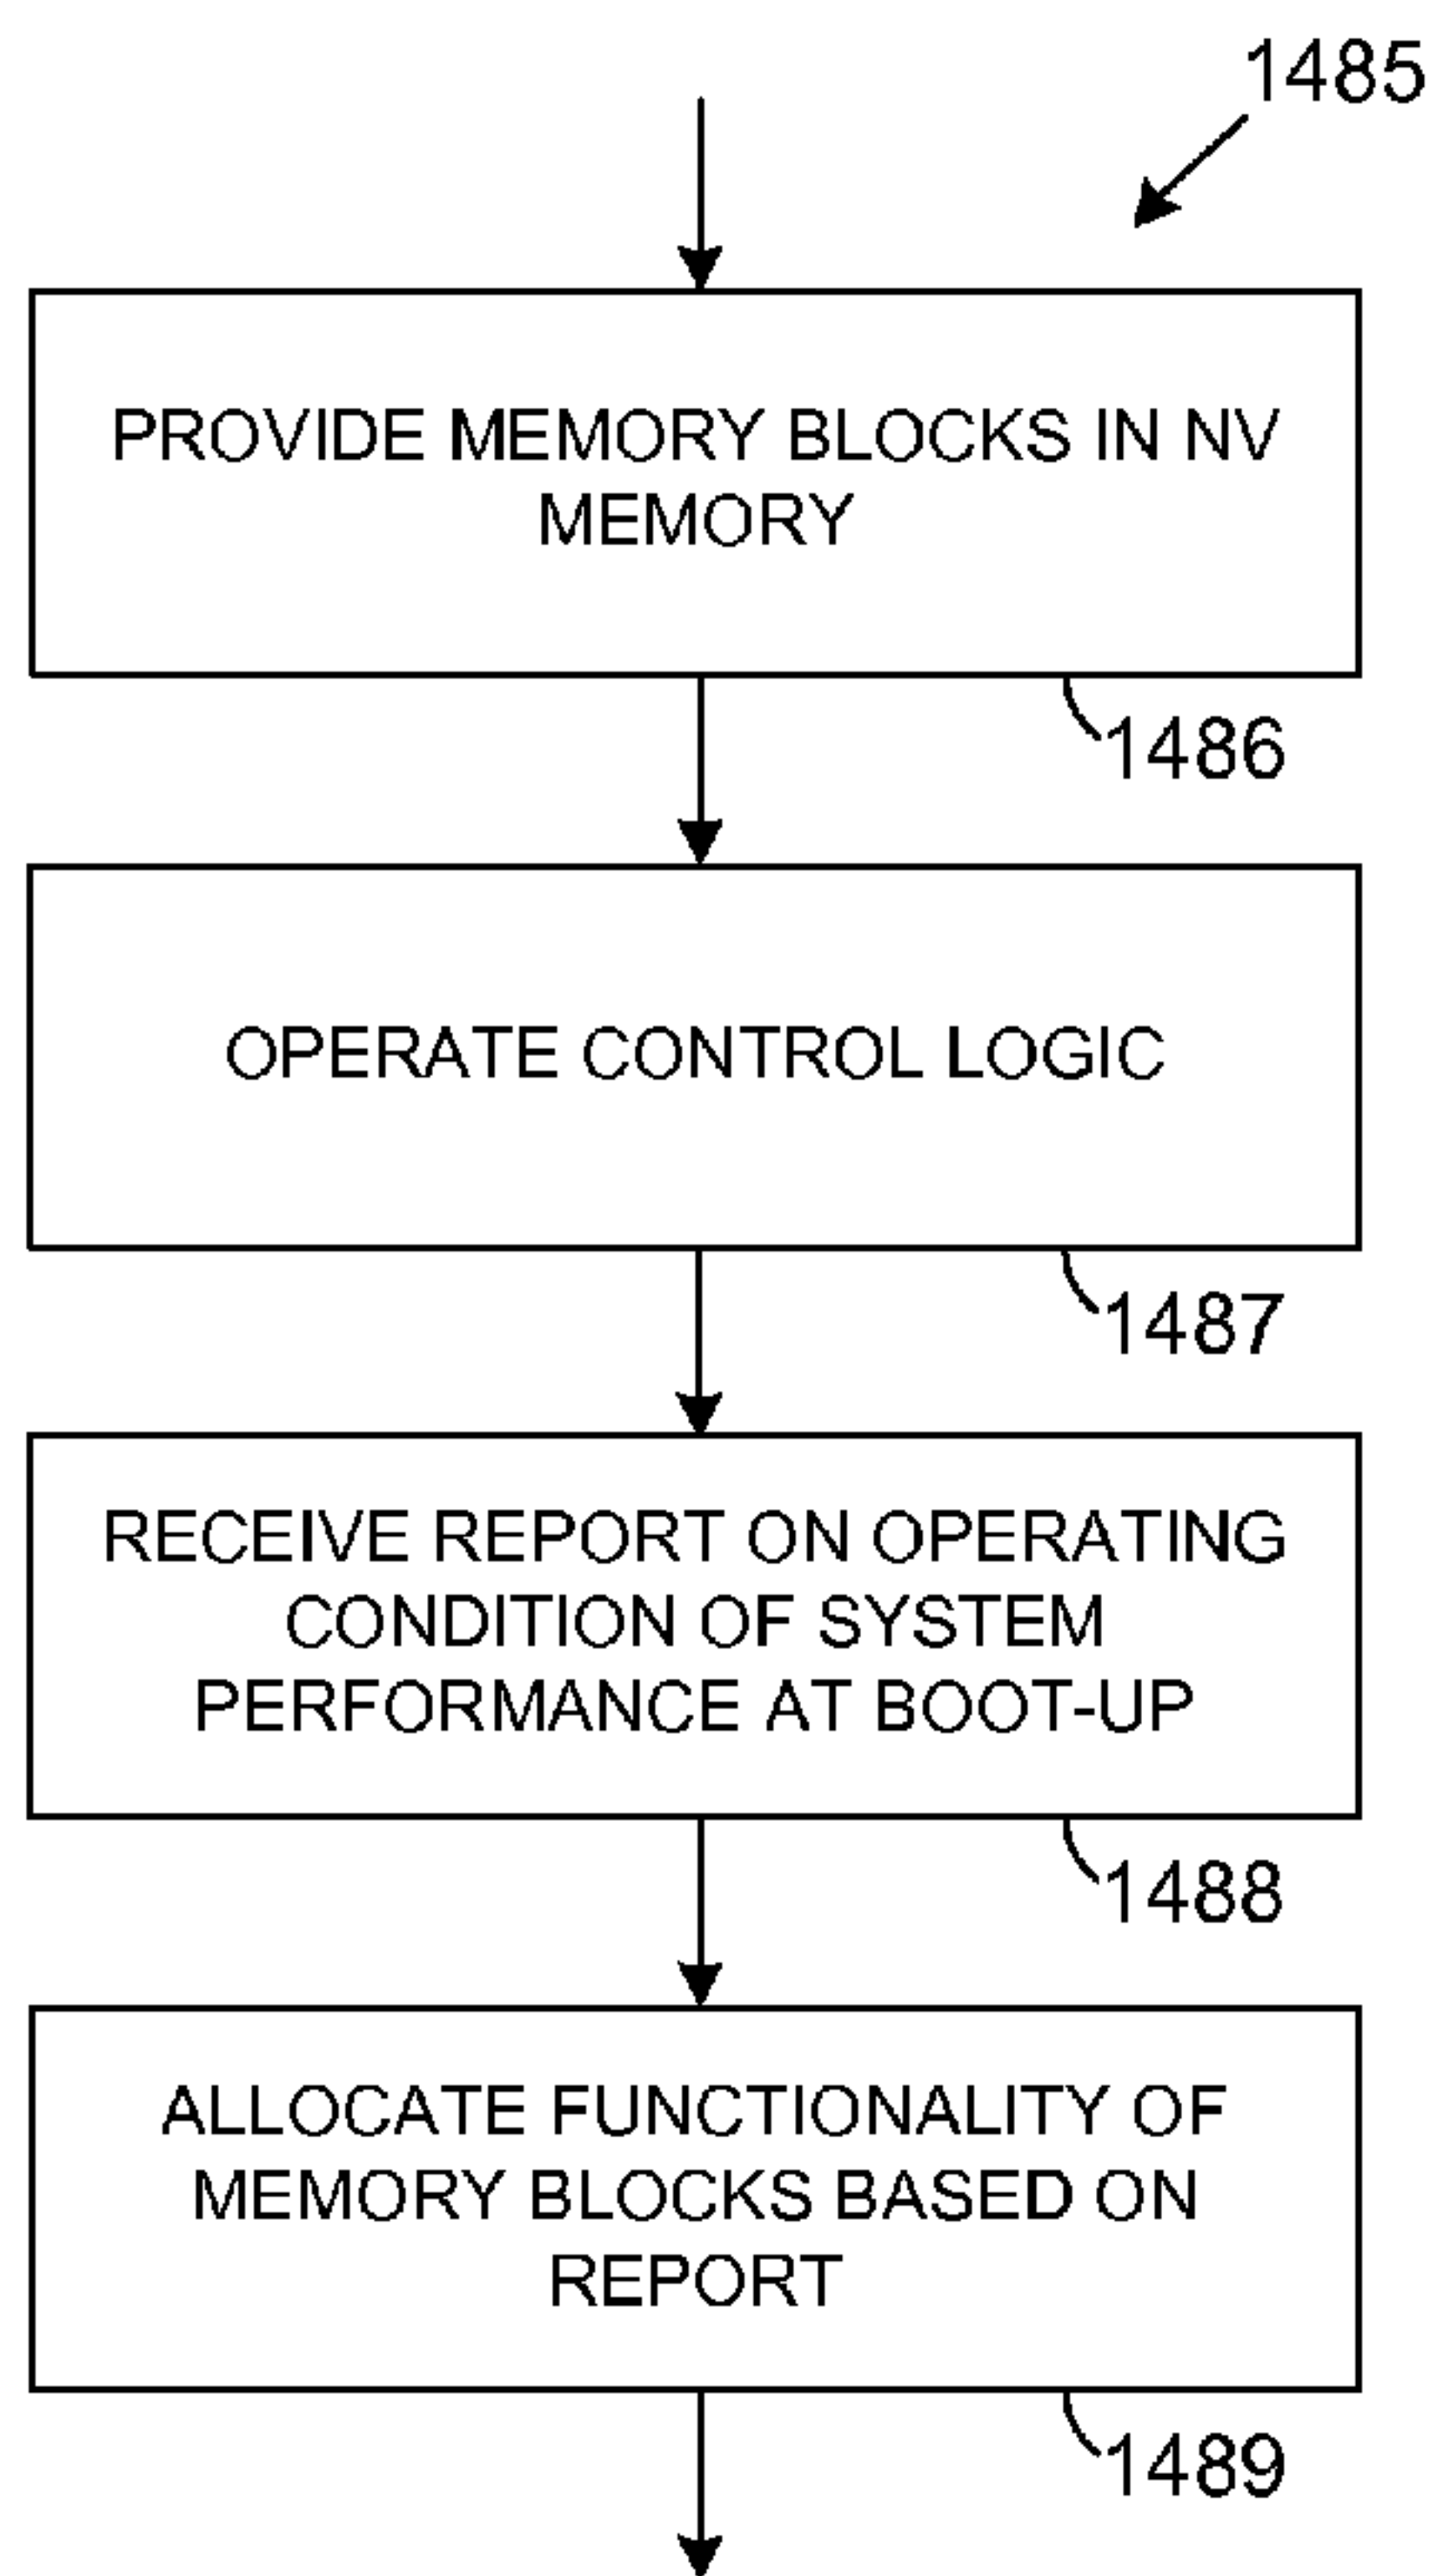 1485
PROVIDE MEMORY BLOCKS IN NV
MEMORY
1486
OPERATE CONTROL LOGIC
1487
RECEIVE REPORT ON OPERATING
CONDITION OF SYSTEM
PERFORMANCE AT BOOT-UP
1488
ALLOCATE FUNCTIONALITY OF
MEMORY BLOCKS BASED ON
REPORT
1489